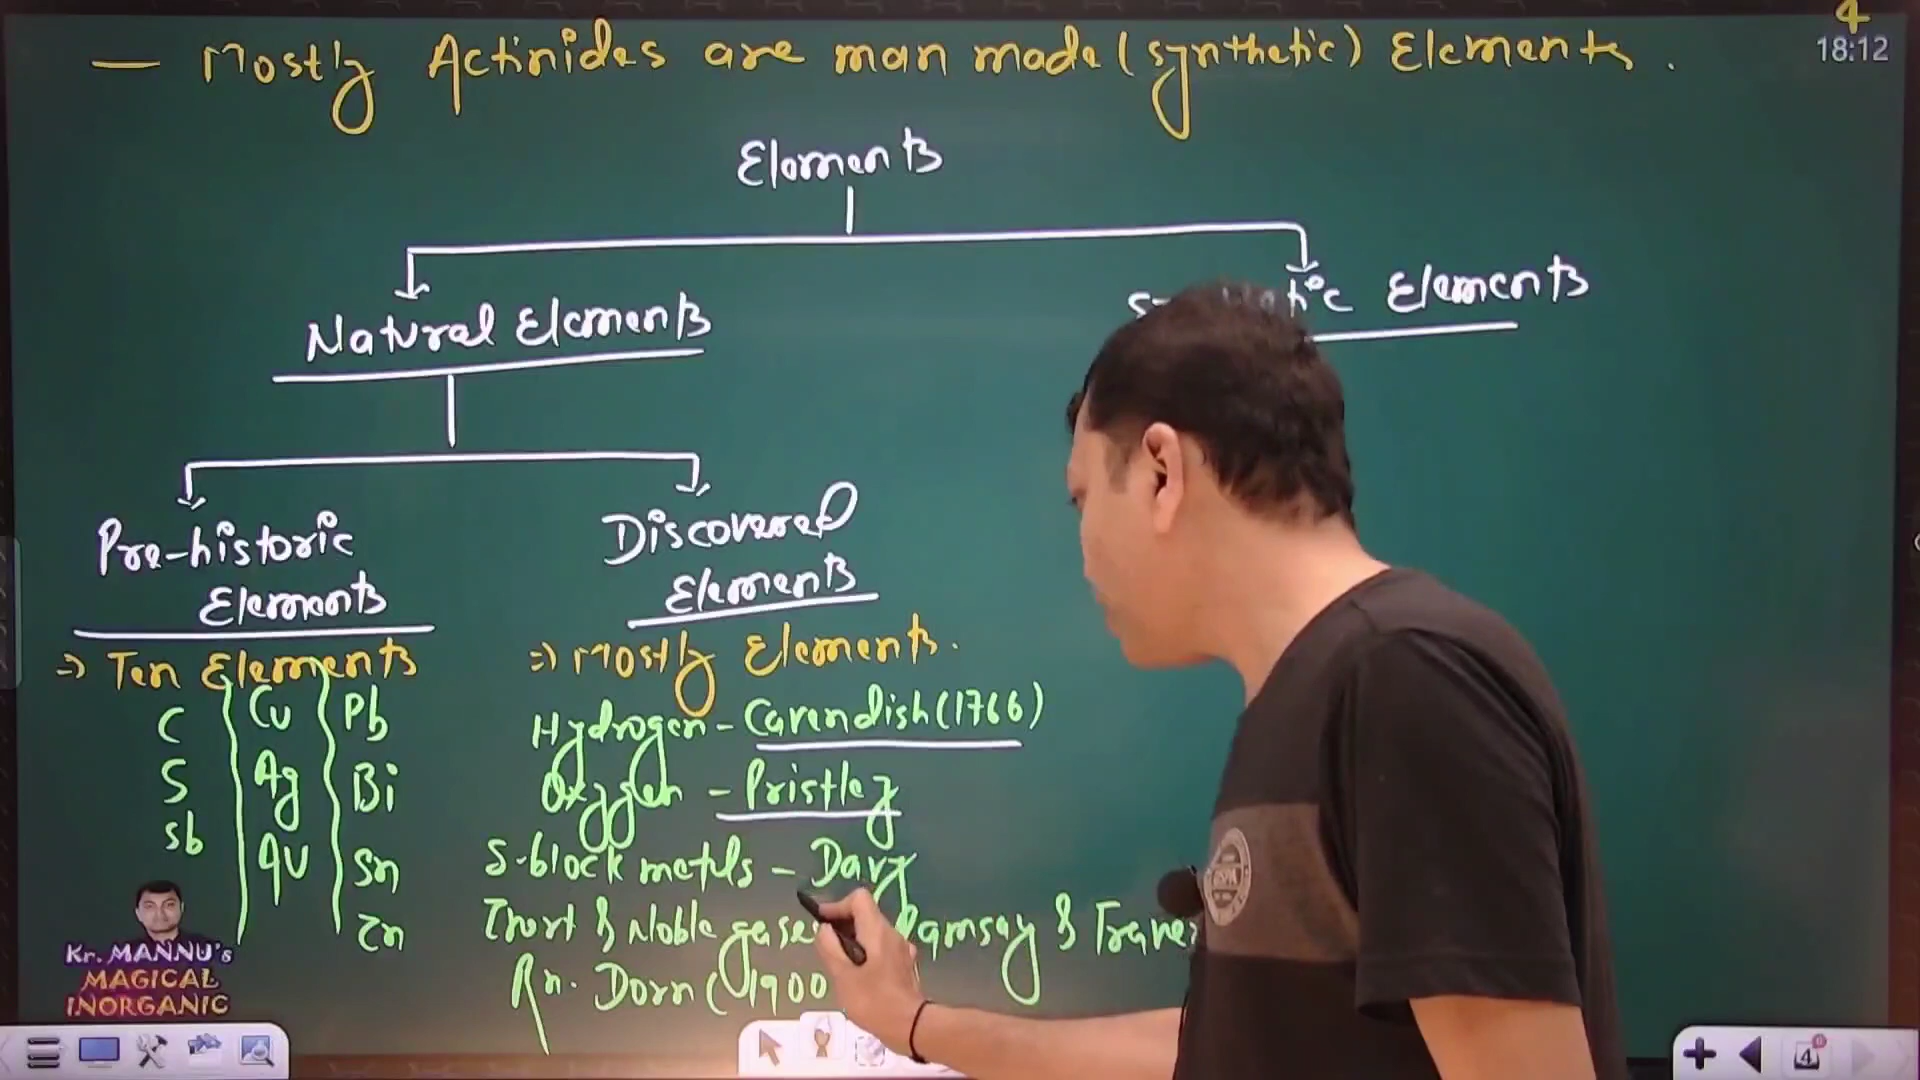 4
18:12
— Mostly Actinides are man made (synthetic) Elements.
Elements
Natural Elements
Elements
Pre-historic
Elements
Discovered
Elements
=> Ten Elements
C Cu Pb
S Ag Bi
Sb Au Sn
Zn
=> Mostly Elements.
Hydrogen - Cavendish (1766)
Oxygen - Pristley
S-block metals - Davy
Inert & Noble gases Ramsay &
Rn. Dorn (1900
Kr. MANNU's
MAGICAL
INORGANIC
4